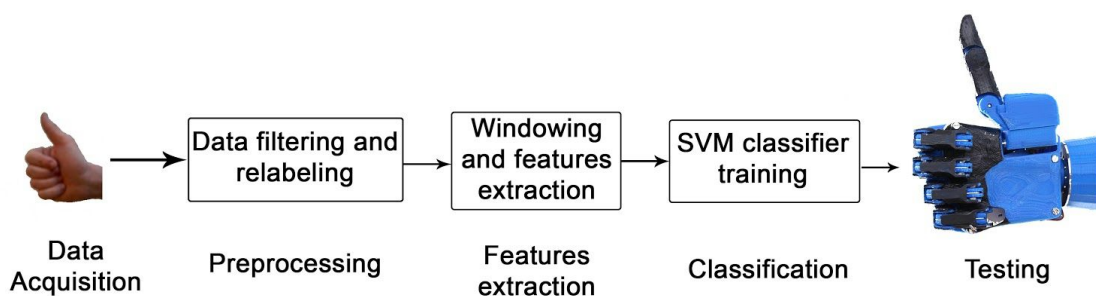 Data filtering and
relabeling
Windowing
and features
extraction
SVM classifier
training
Data
Acquisition
Preprocessing
Features
extraction
Classification
Testing